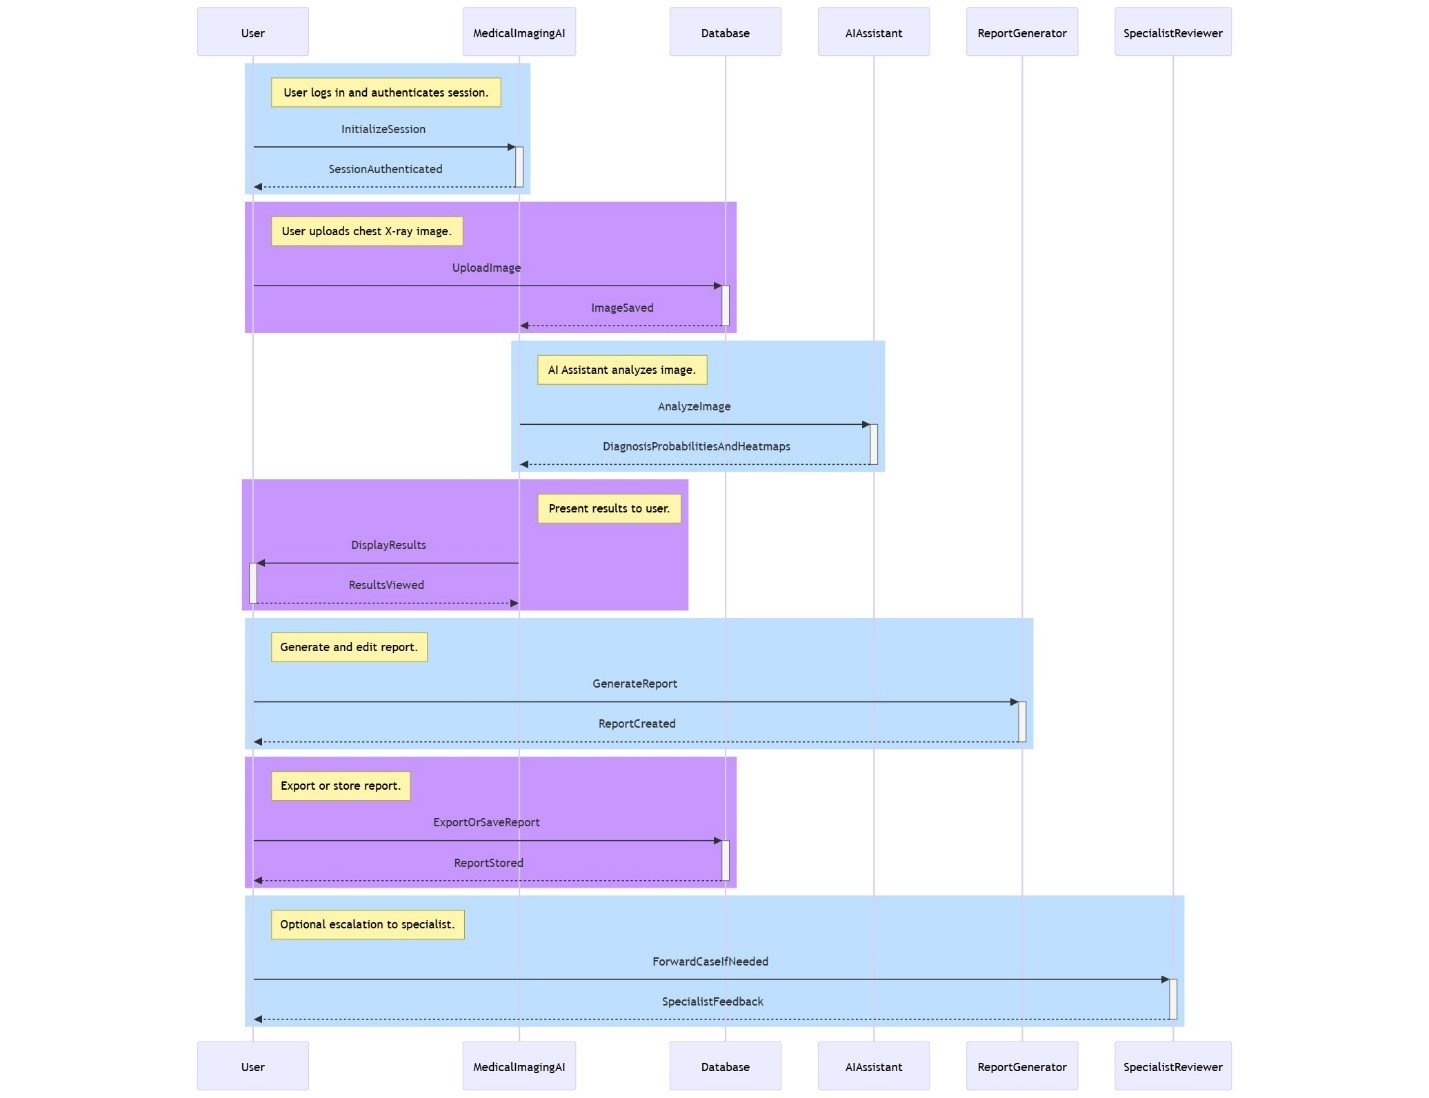 User
MedicalImagingAI
Database
AIAssistant
ReportGenerator
SpecialistReviewer
User logs in and authenticates session.
InitializeSession
SessionAuthenticated
User uploads chest X-ray image.
UploadImage
ImageSaved
AI Assistant analyzes image.
AnalyzeImage
DiagnosisProbabilitiesAndHeatmaps
Present results to user.
DisplayResults
ResultsViewed
Generate and edit report.
GenerateReport
ReportCreated
Export or store report.
ExportOrSaveReport
ReportStored
Optional escalation to specialist.
ForwardCaseIfNeeded
SpecialistFeedback
User
MedicalImagingAI
Database
AIAssistant
ReportGenerator
SpecialistReviewer